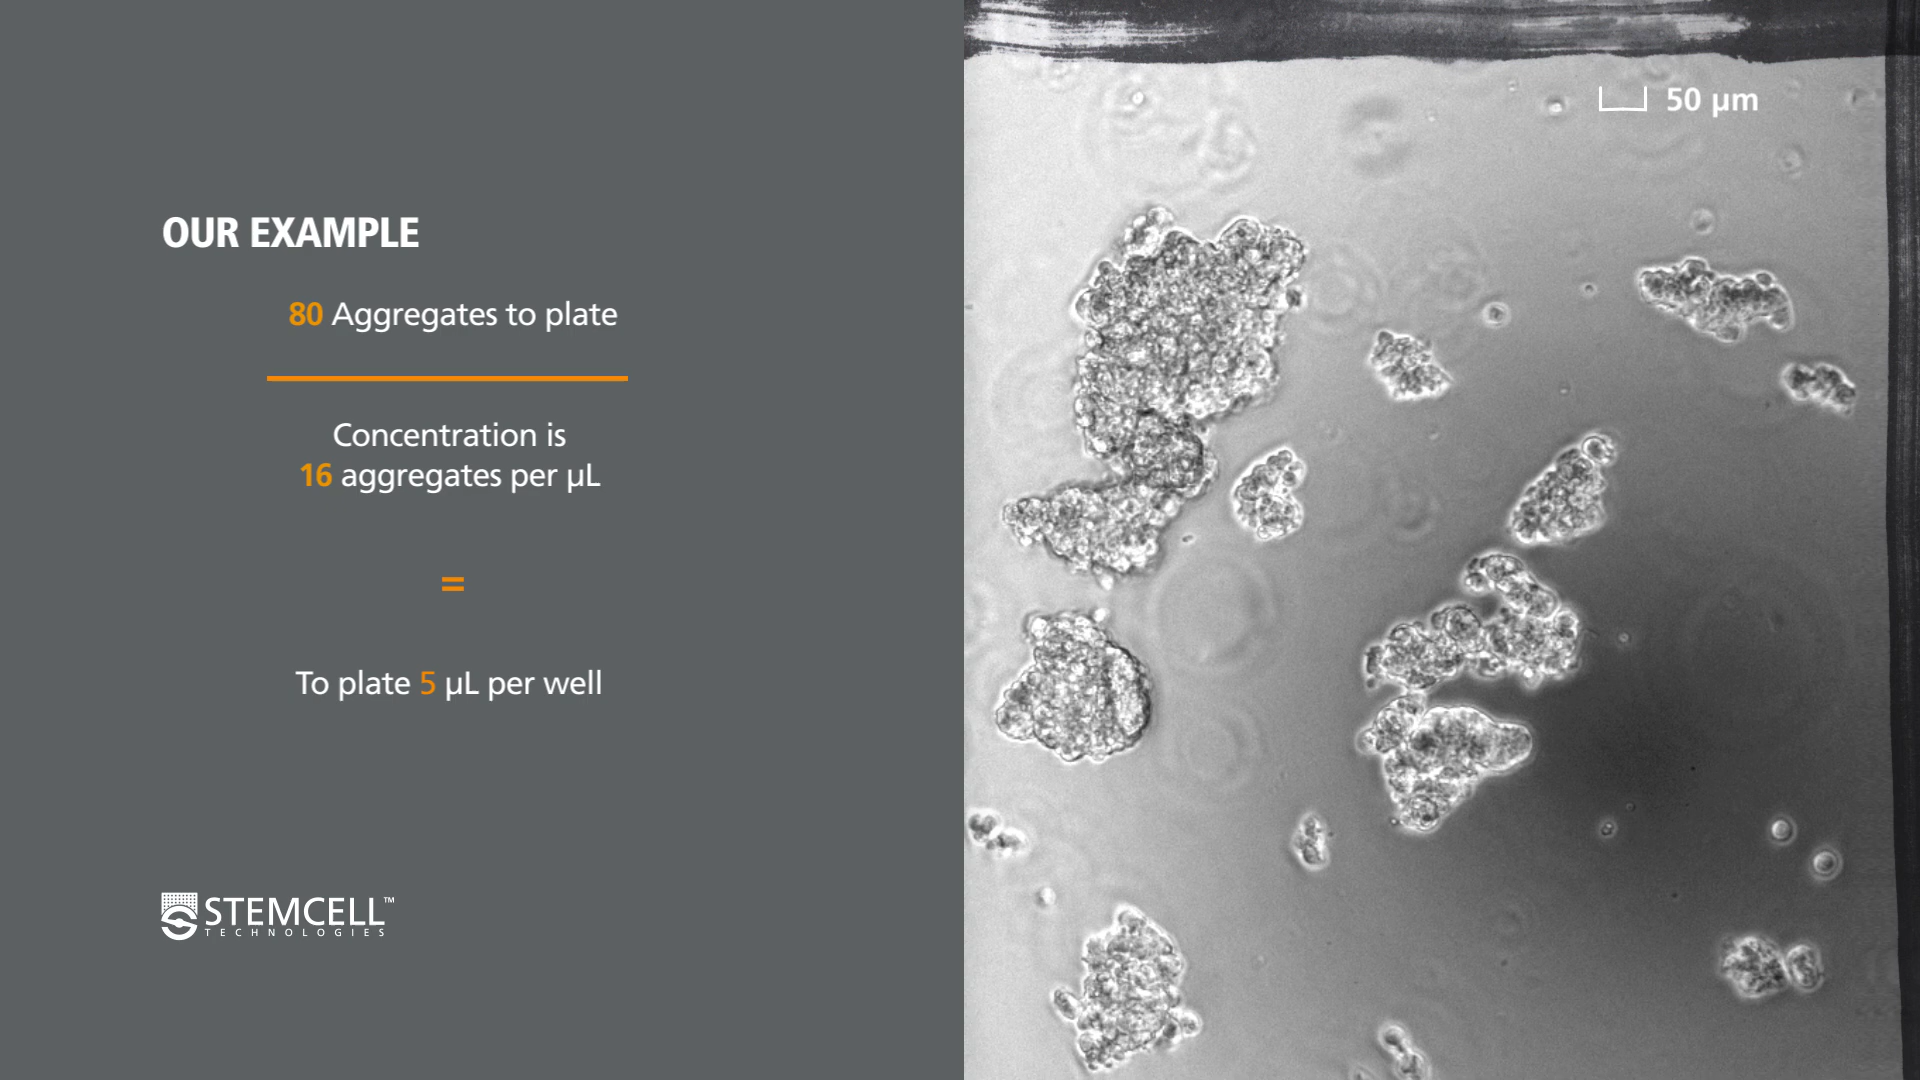 OUR EXAMPLE
80 Aggregates to plate
Concentration is
16 aggregates per µL
=
To plate 5 µL per well
STEMCELL™
TECHNOLOGIES
50 µm